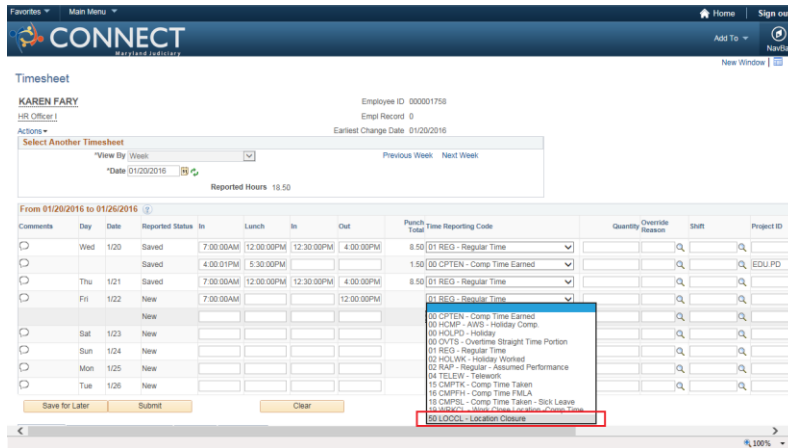 Favorites Main Menu Home Sign ou
CONNECT Add To NavBa
Maryland Judiciary
New Window
Timesheet
KAREN FARY Employee ID 000001758
HR Officer I Empl Record 0
Actions Earliest Change Date 01/20/2016
Select Another Timesheet
*View By Week Previous Week Next Week
*Date 01/20/2016
Reported Hours 18.50
From 01/20/2016 to 01/26/2016
Comments Day Date Reported Status In Lunch In Out Punch Total Time Reporting Code Quantity Override Reason Shift Project ID
Wed 1/20 Saved 7:00:00AM 12:00:00PM 12:30:00PM 4:00:00PM 8.50 01 REG - Regular Time
Saved 4:00:01PM 5:30:00PM 1.50 00 CPTEN - Comp Time Earned EDU.PD
Thu 1/21 Saved 7:00:00AM 12:00:00PM 12:30:00PM 4:00:00PM 8.50 01 REG - Regular Time
Fri 1/22 New 7:00:00AM 12:00:00PM 01 REG - Regular Time
New
00 CPTEN - Comp Time Earned
00 HCMP - AWS - Holiday Comp.
Sat 1/23 New 00 HOLPD - Holiday
00 OVTS - Overtime Straight Time Portion
Sun 1/24 New 01 REG - Regular Time
02 HOLWK - Holiday Worked
Mon 1/25 New 02 RAP - Regular - Assumed Performance
04 TELEW - Telework
Tue 1/26 New 15 CMPTK - Comp Time Taken
16 CMPFH - Comp Time FMLA
Save for Later Submit Clear 18 CMPSL - Comp Time Taken - Sick Leave
19 WRKCL - Work Close Location -Comp Time
50 LOCCL - Location Closure
100%